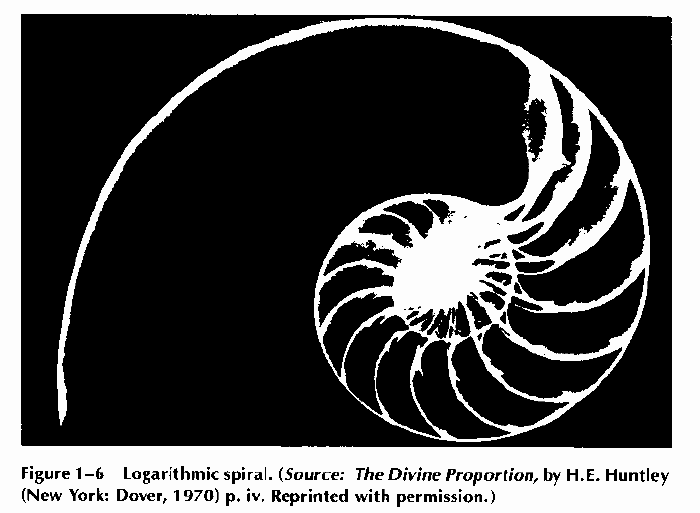 Figure 1–6 Logarithmic spiral. (Source: The Divine Proportion, by H.E. Huntley
(New York: Dover, 1970) p. iv. Reprinted with permission.)